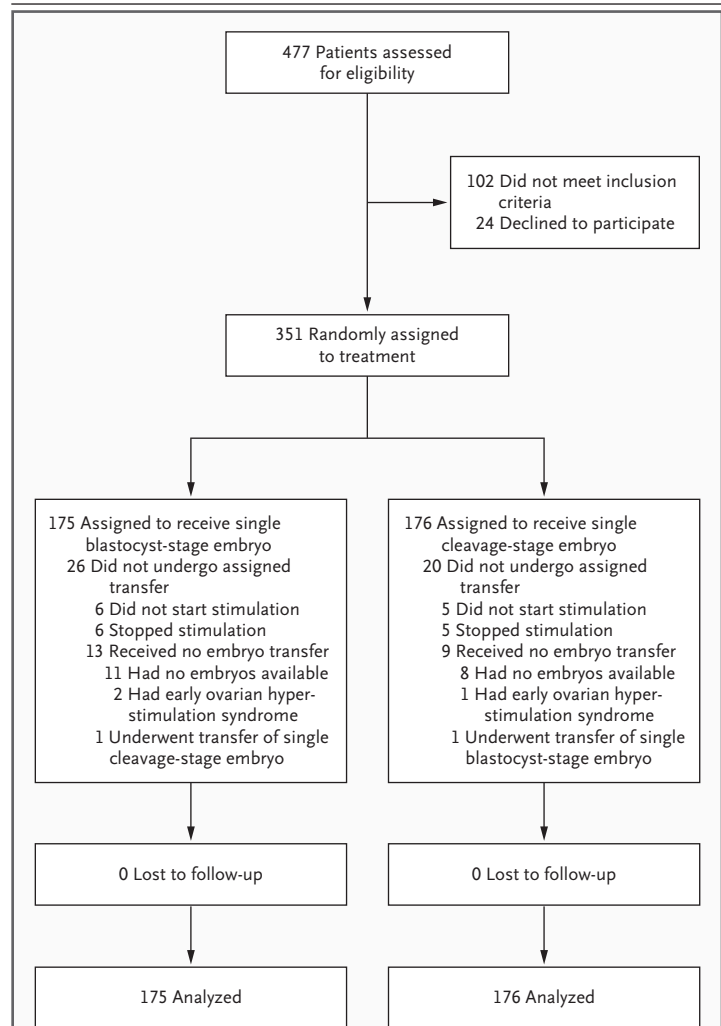 477 Patients assessed
for eligibility
102 Did not meet inclusion
criteria
24 Declined to participate
351 Randomly assigned
to treatment
175 Assigned to receive single
blastocyst-stage embryo
26 Did not undergo assigned
transfer
6 Did not start stimulation
6 Stopped stimulation
13 Received no embryo transfer
11 Had no embryos available
2 Had early ovarian hyper-
stimulation syndrome
1 Underwent transfer of single
cleavage-stage embryo
176 Assigned to receive single
cleavage-stage embryo
20 Did not undergo assigned
transfer
5 Did not start stimulation
5 Stopped stimulation
9 Received no embryo transfer
8 Had no embryos available
1 Had early ovarian hyper-
stimulation syndrome
1 Underwent transfer of single
blastocyst-stage embryo
0 Lost to follow-up
0 Lost to follow-up
175 Analyzed
176 Analyzed